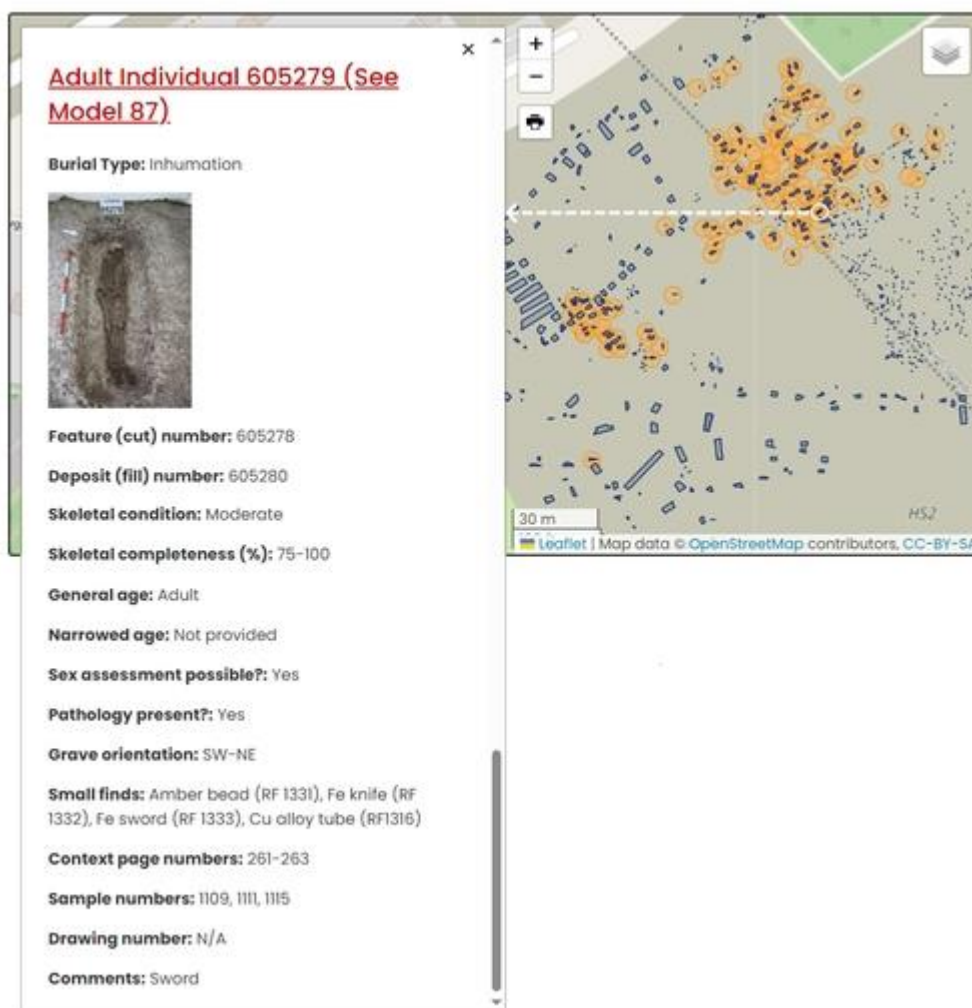 ×
Adult Individual 605279 (See
Model 87)
Burial Type: Inhumation
Feature (cut) number: 605278
Deposit (fill) number: 605280
Skeletal condition: Moderate
Skeletal completeness (%): 75-100
General age: Adult
Narrowed age: Not provided
Sex assessment possible?: Yes
Pathology present?: Yes
Grave orientation: SW-NE
Small finds: Amber bead (RF 1331), Fe knife (RF
1332), Fe sword (RF 1333), Cu alloy tube (RF1316)
Context page numbers: 261-263
Sample numbers: 1109, 1111, 1115
Drawing number: N/A
Comments: Sword
+
−
30 m
HS2
Leaflet | Map data © OpenStreetMap contributors, CC-BY-SA